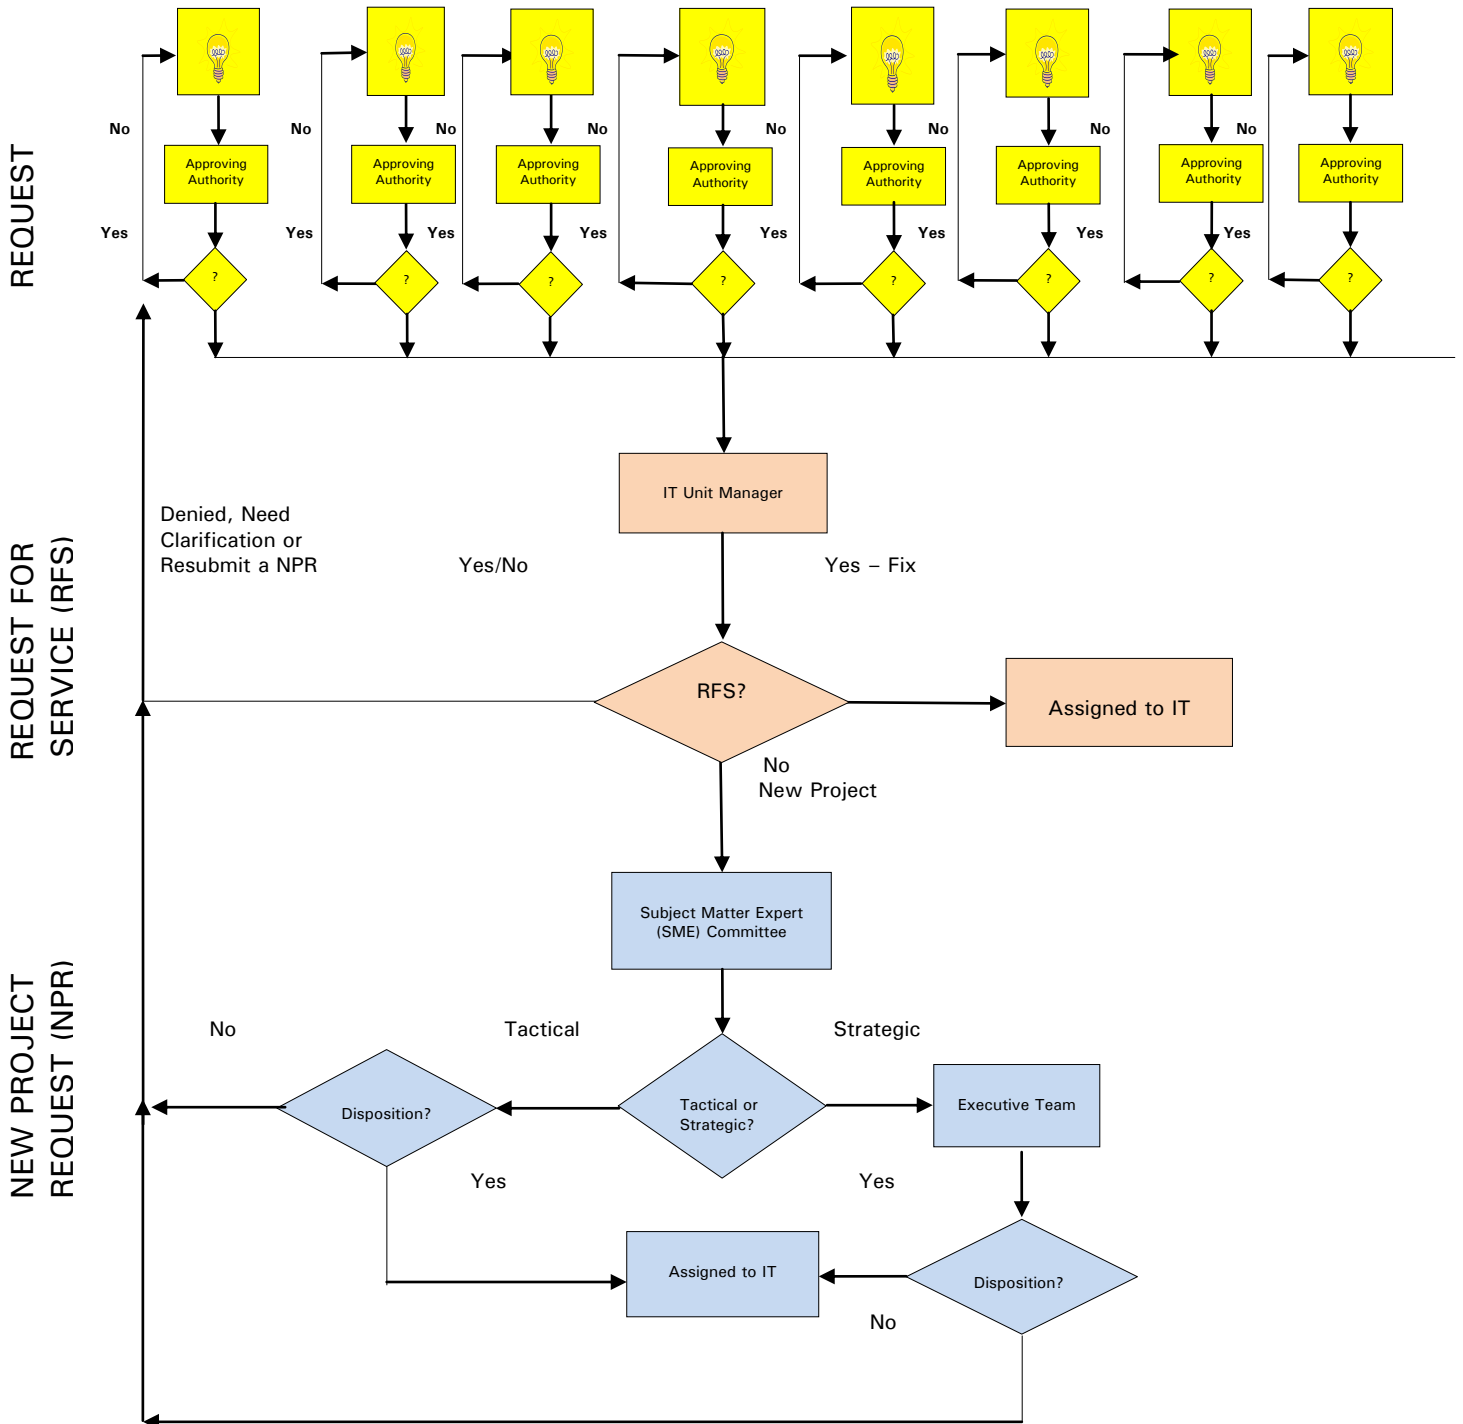 REQUEST
No
No
No
No
No
No
No
No
Approving
Authority
Approving
Authority
Approving
Authority
Approving
Authority
Approving
Authority
Approving
Authority
Approving
Authority
Approving
Authority
Yes
Yes
Yes
Yes
Yes
Yes
Yes
Yes
?
?
?
?
?
?
?
?
REQUEST FOR
SERVICE (RFS)
IT Unit Manager
Denied, Need
Clarification or
Resubmit a NPR
Yes/No
Yes – Fix
RFS?
Assigned to IT
No
New Project
NEW PROJECT
REQUEST (NPR)
Subject Matter Expert
(SME) Committee
No
Tactical
Strategic
Disposition?
Tactical or
Strategic?
Executive Team
Yes
Yes
Assigned to IT
Disposition?
No